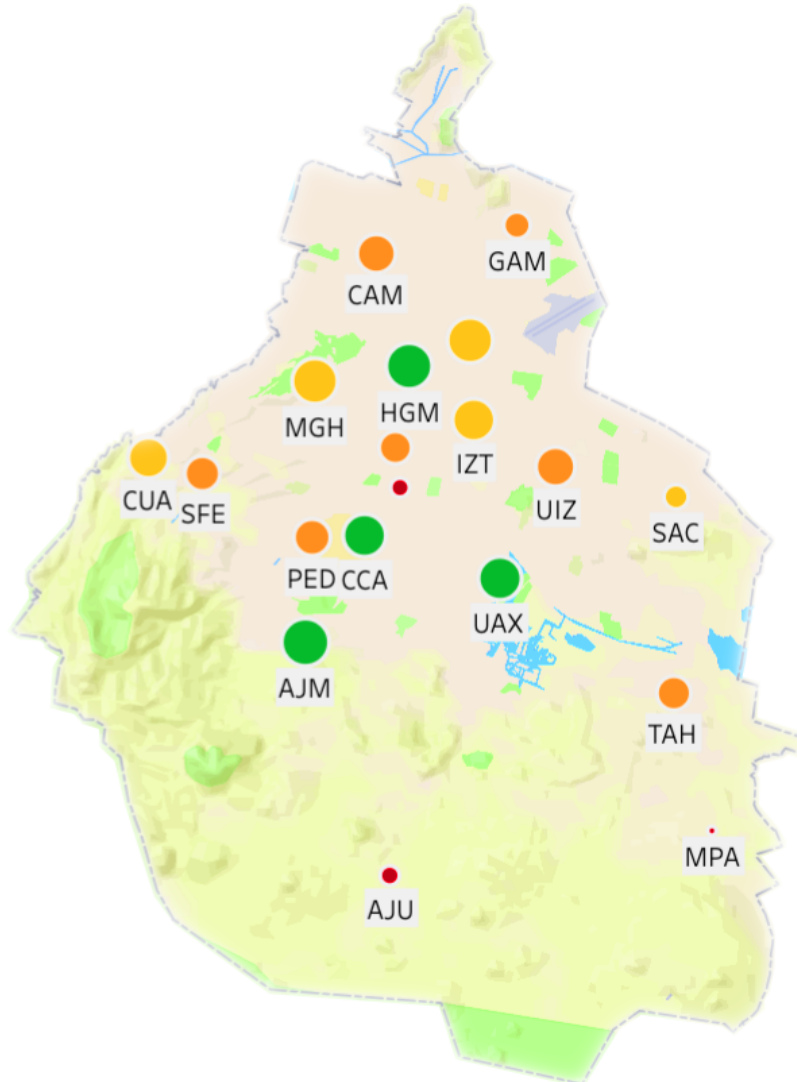 GAM
CAM
HGM
MGH
IZT
CUA
SFE
UIZ
SAC
PED
CCA
UAX
AJM
TAH
MPA
AJU